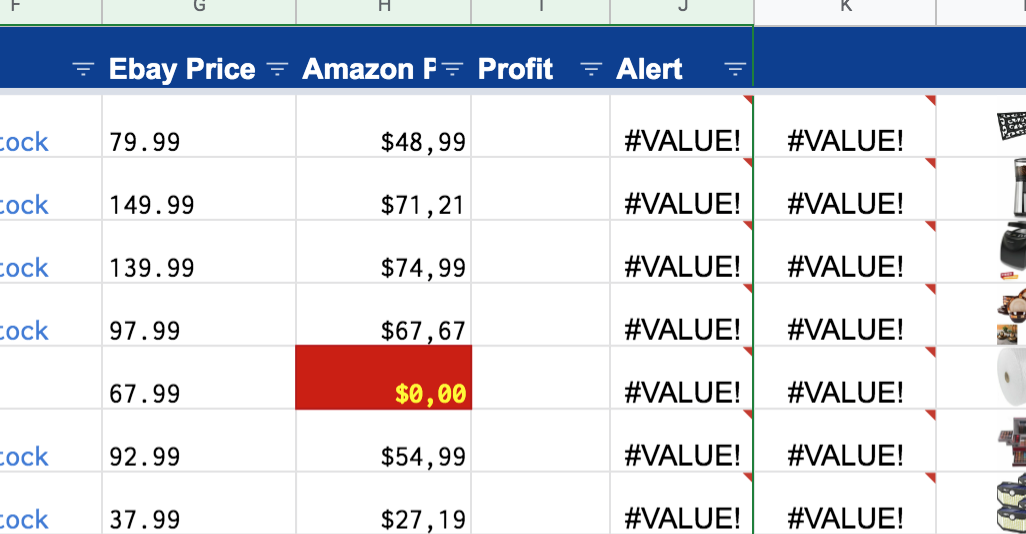 F G H I J K
Ebay Price Amazon P Profit Alert
tock 79.99 $48,99 #VALUE! #VALUE!
tock 149.99 $71,21 #VALUE! #VALUE!
tock 139.99 $74,99 #VALUE! #VALUE!
tock 97.99 $67,67 #VALUE! #VALUE!
67.99 $0,00 #VALUE! #VALUE!
tock 92.99 $54,99 #VALUE! #VALUE!
tock 37.99 $27,19 #VALUE! #VALUE!